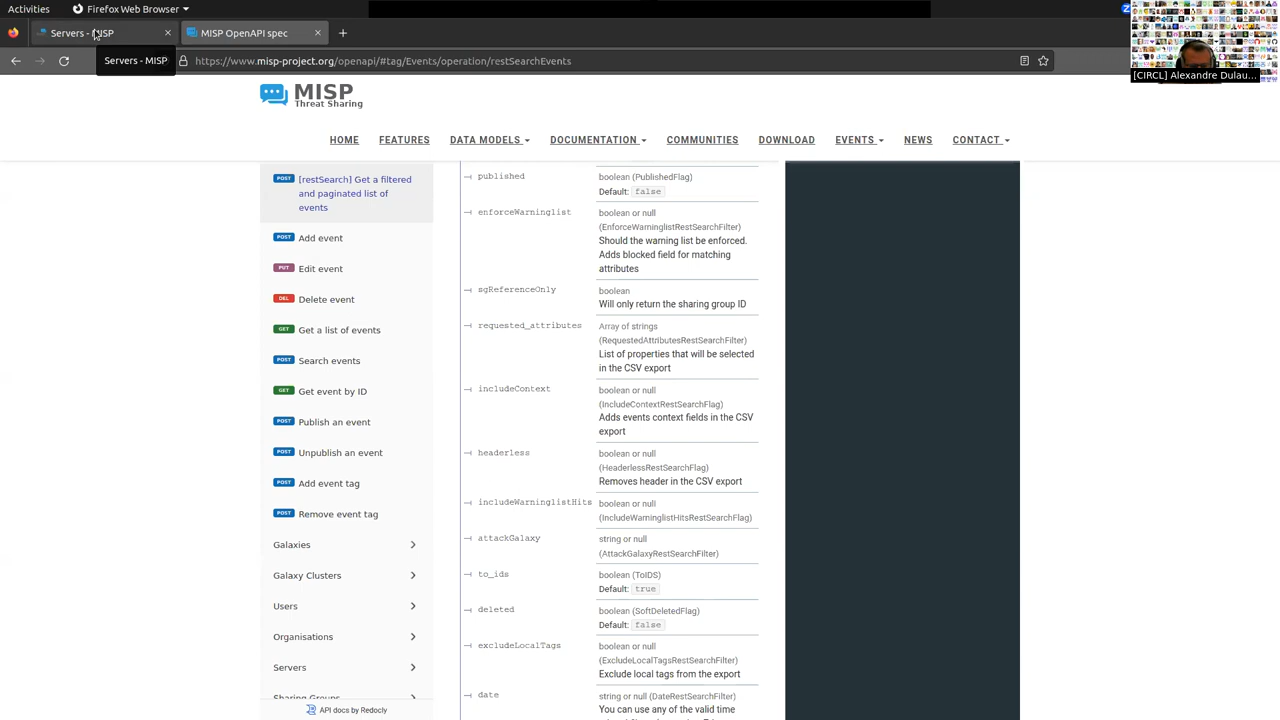 Activities
Firefox Web Browser
Servers - MISP
MISP OpenAPI spec
Servers - MISP
https://www.misp-project.org/openapi/#tag/Events/operation/restSearchEvents
[CIRCL] Alexandre Dulau...
MISP
Threat Sharing
HOME
FEATURES
DATA MODELS
DOCUMENTATION
COMMUNITIES
DOWNLOAD
EVENTS
NEWS
CONTACT
POST [restSearch] Get a filtered
and paginated list of
events
POST Add event
PUT Edit event
DEL Delete event
GET Get a list of events
POST Search events
GET Get event by ID
POST Publish an event
POST Unpublish an event
POST Add event tag
POST Remove event tag
Galaxies
Galaxy Clusters
Users
Organisations
Servers
Sharing Groups
API docs by Redocly
published
boolean (PublishedFlag)
Default: false
enforceWarninglist
boolean or null
(EnforceWarninglistRestSearchFilter)
Should the warning list be enforced.
Adds blocked field for matching
attributes
sgReferenceOnly
boolean
Will only return the sharing group ID
requested_attributes
Array of strings
(RequestedAttributesRestSearchFilter)
List of properties that will be selected
in the CSV export
includeContext
boolean or null
(IncludeContextRestSearchFlag)
Adds events context fields in the CSV
export
headerless
boolean or null
(HeaderlessRestSearchFlag)
Removes header in the CSV export
includeWarninglistHits
boolean or null
(IncludeWarninglistHitsRestSearchFlag)
attackGalaxy
string or null
(AttackGalaxyRestSearchFilter)
to_ids
boolean (ToIDS)
Default: true
deleted
boolean (SoftDeletedFlag)
Default: false
excludeLocalTags
boolean or null
(ExcludeLocalTagsRestSearchFilter)
Exclude local tags from the export
date
string or null (DateRestSearchFilter)
You can use any of the valid time